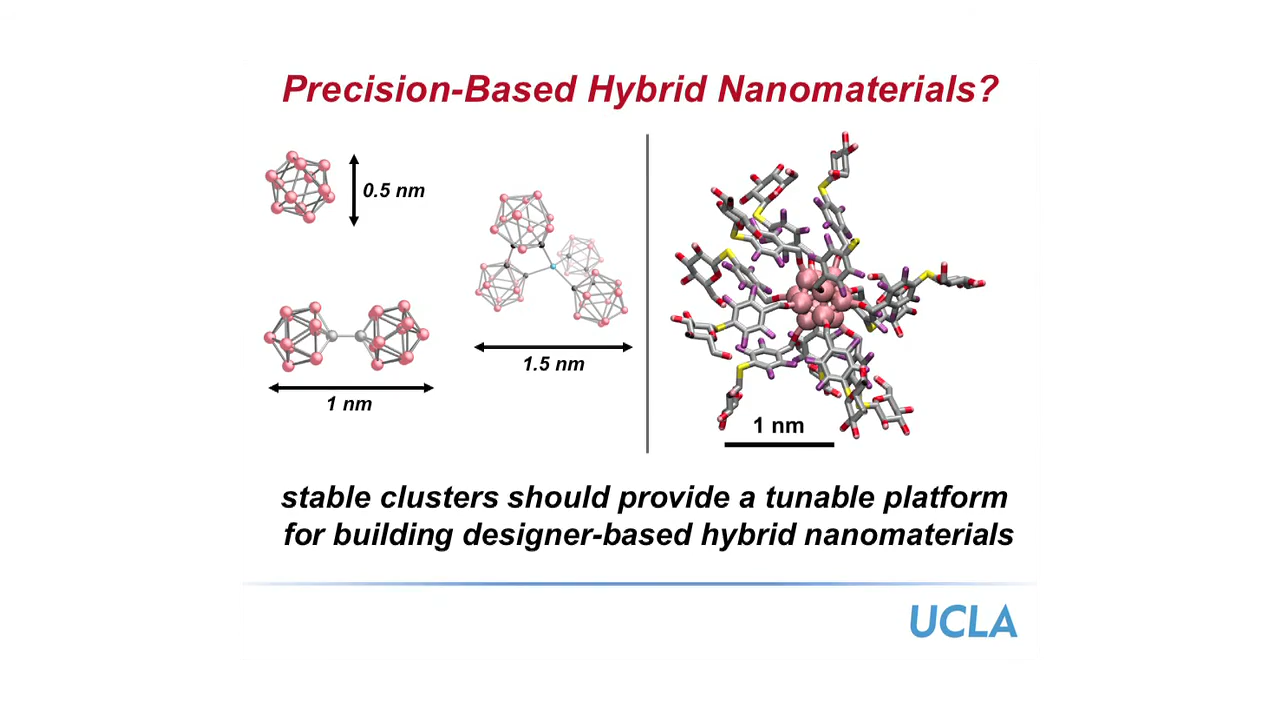 Precision-Based Hybrid Nanomaterials?
0.5 nm
1 nm
1.5 nm
1 nm
stable clusters should provide a tunable platform
for building designer-based hybrid nanomaterials
UCLA